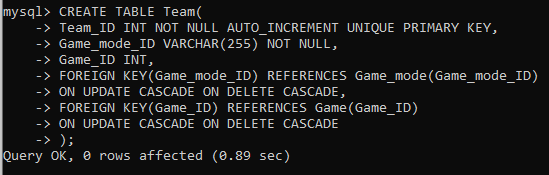 mysql> CREATE TABLE Team(
    -> Team_ID INT NOT NULL AUTO_INCREMENT UNIQUE PRIMARY KEY,
    -> Game_mode_ID VARCHAR(255) NOT NULL,
    -> Game_ID INT,
    -> FOREIGN KEY(Game_mode_ID) REFERENCES Game_mode(Game_mode_ID)
    -> ON UPDATE CASCADE ON DELETE CASCADE,
    -> FOREIGN KEY(Game_ID) REFERENCES Game(Game_ID)
    -> ON UPDATE CASCADE ON DELETE CASCADE
    -> );
Query OK, 0 rows affected (0.89 sec)